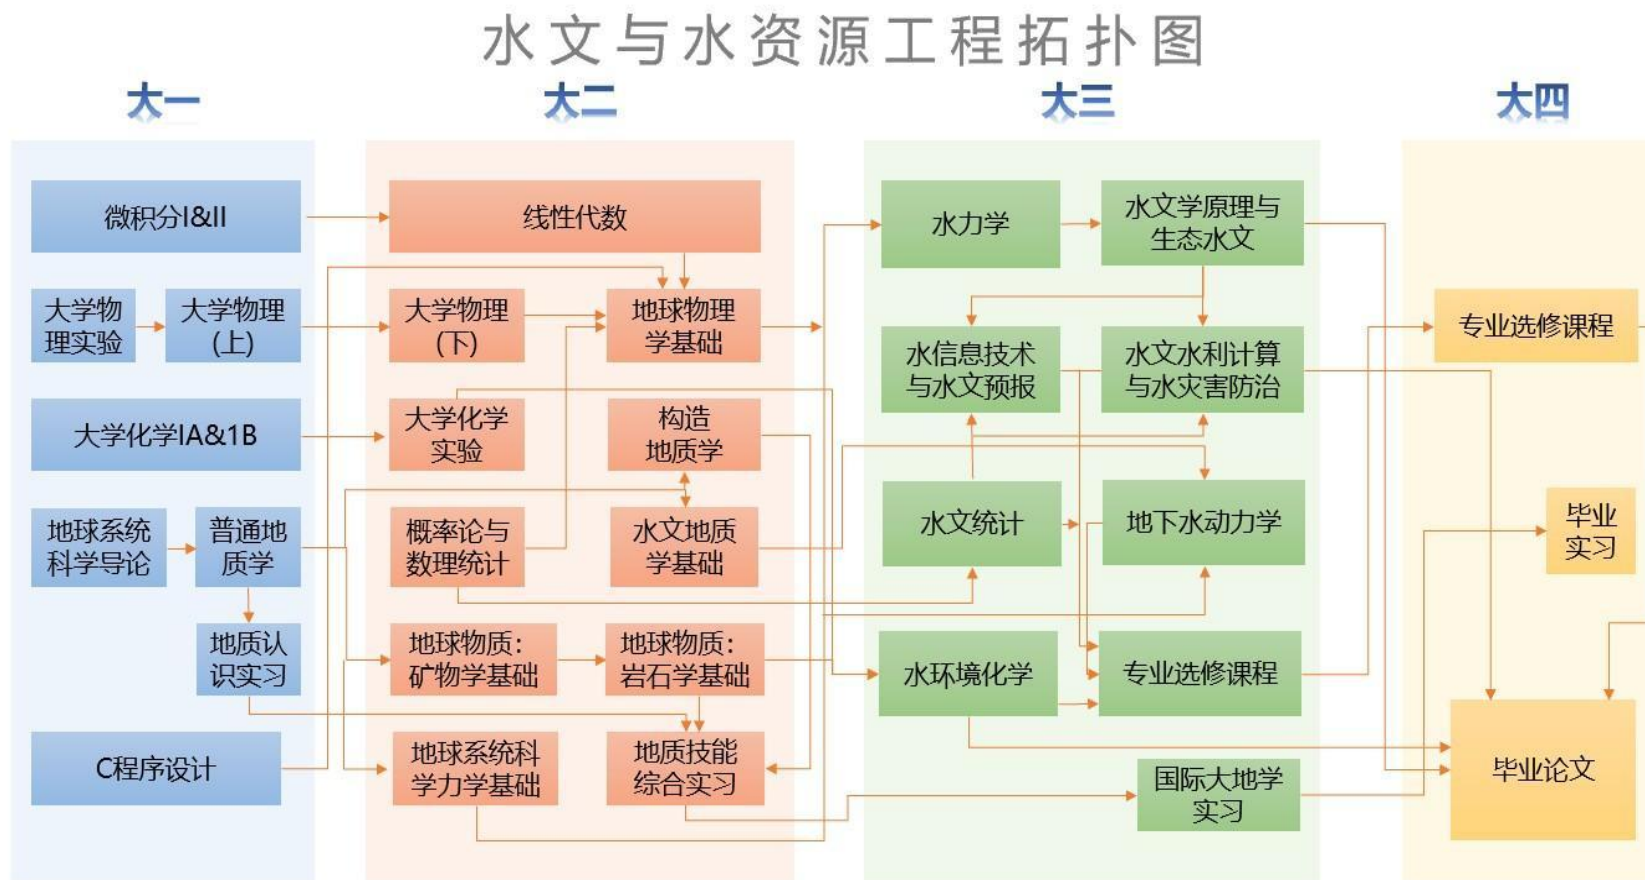 水文与水资源工程拓扑图
大一
大二
大三
大四
微积分I&II
大学物
理实验
大学物理
(上)
大学化学IA&1B
地球系统
科学导论
普通地
质学
地质认
识实习
C程序设计
线性代数
大学物理
(下)
地球物理
学基础
大学化学
实验
构造
地质学
概率论与
数理统计
水文地质
学基础
地球物质:
矿物学基础
地球物质:
岩石学基础
地球系统科
学力学基础
地质技能
综合实习
水力学
水文学原理与
生态水文
水信息技术
与水文预报
水文水利计算
与水灾害防治
水文统计
地下水动力学
水环境化学
专业选修课程
国际大地学
实习
专业选修课程
毕业
实习
毕业论文